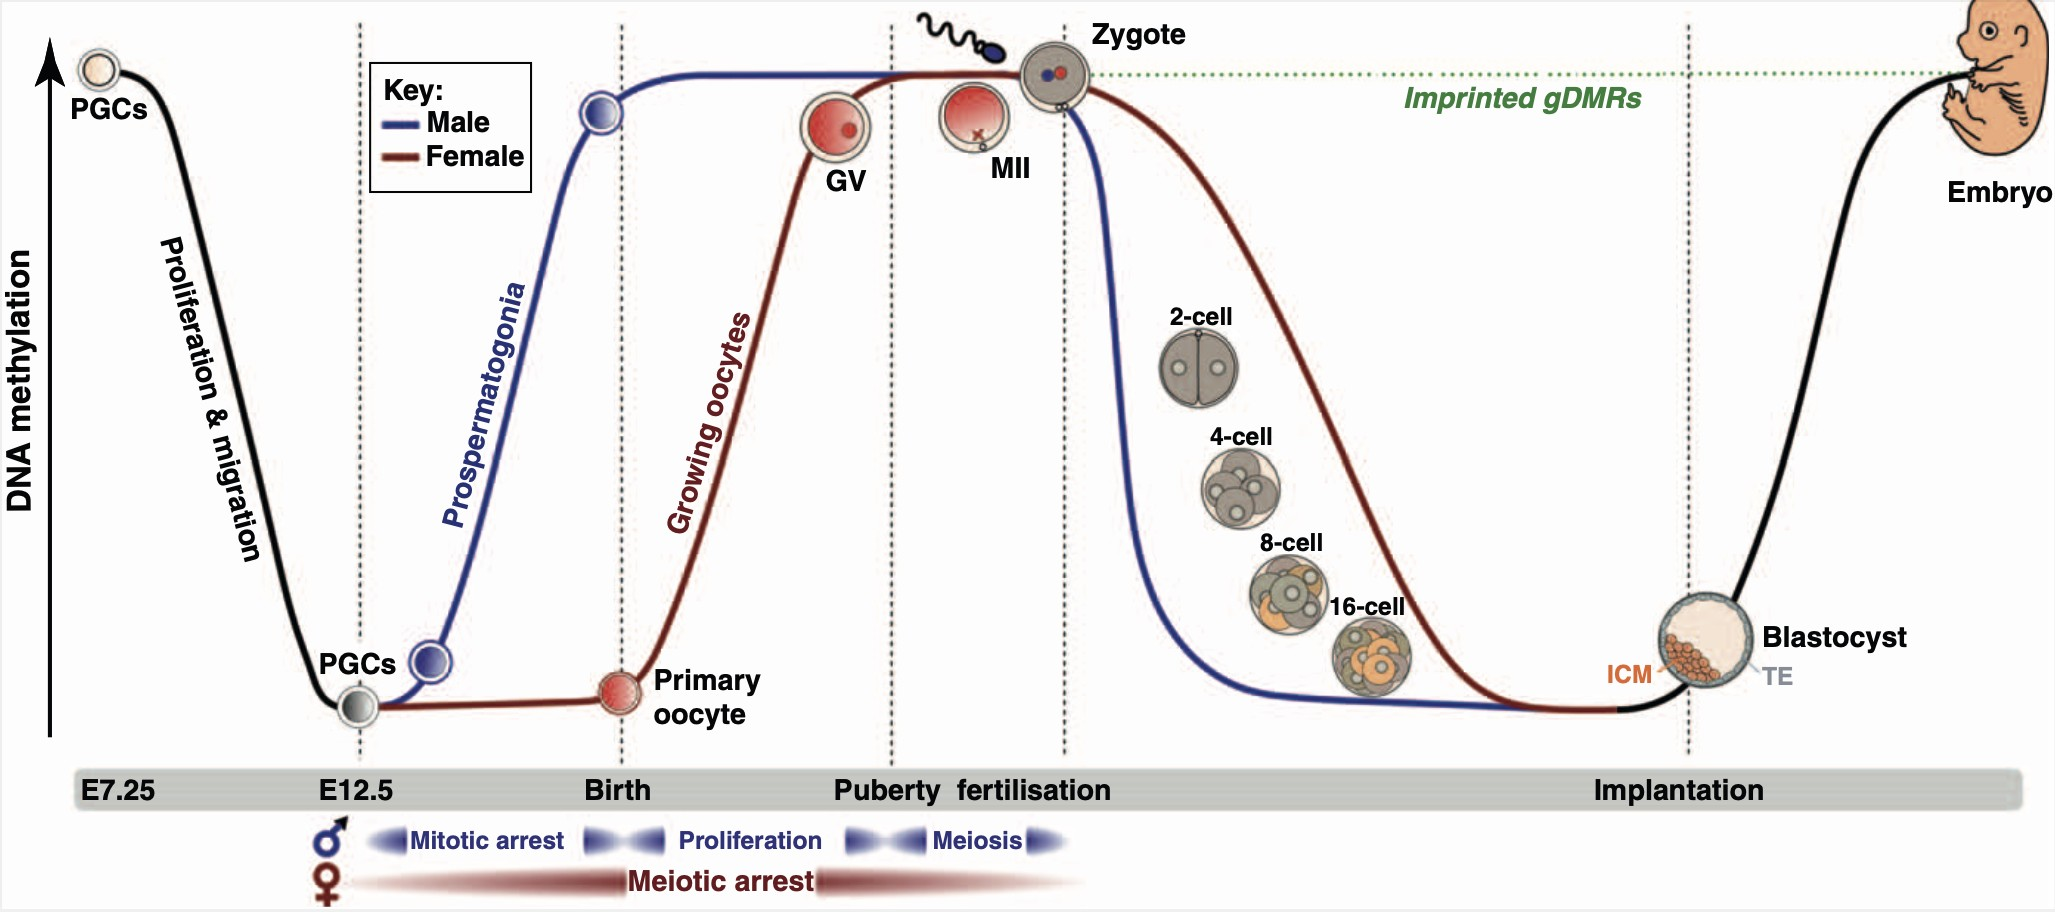 Zygote
PGCs
Key:
Male
Female
Imprinted gDMRs
GV
MII
Embryo
DNA methylation
Proliferation & migration
Prospermatogonia
Growing oocytes
2-cell
4-cell
8-cell
16-cell
PGCs
Primary
oocyte
Blastocyst
ICM
TE
E7.25 E12.5 Birth Puberty fertilisation Implantation
♂ Mitotic arrest Proliferation Meiosis
♀ Meiotic arrest